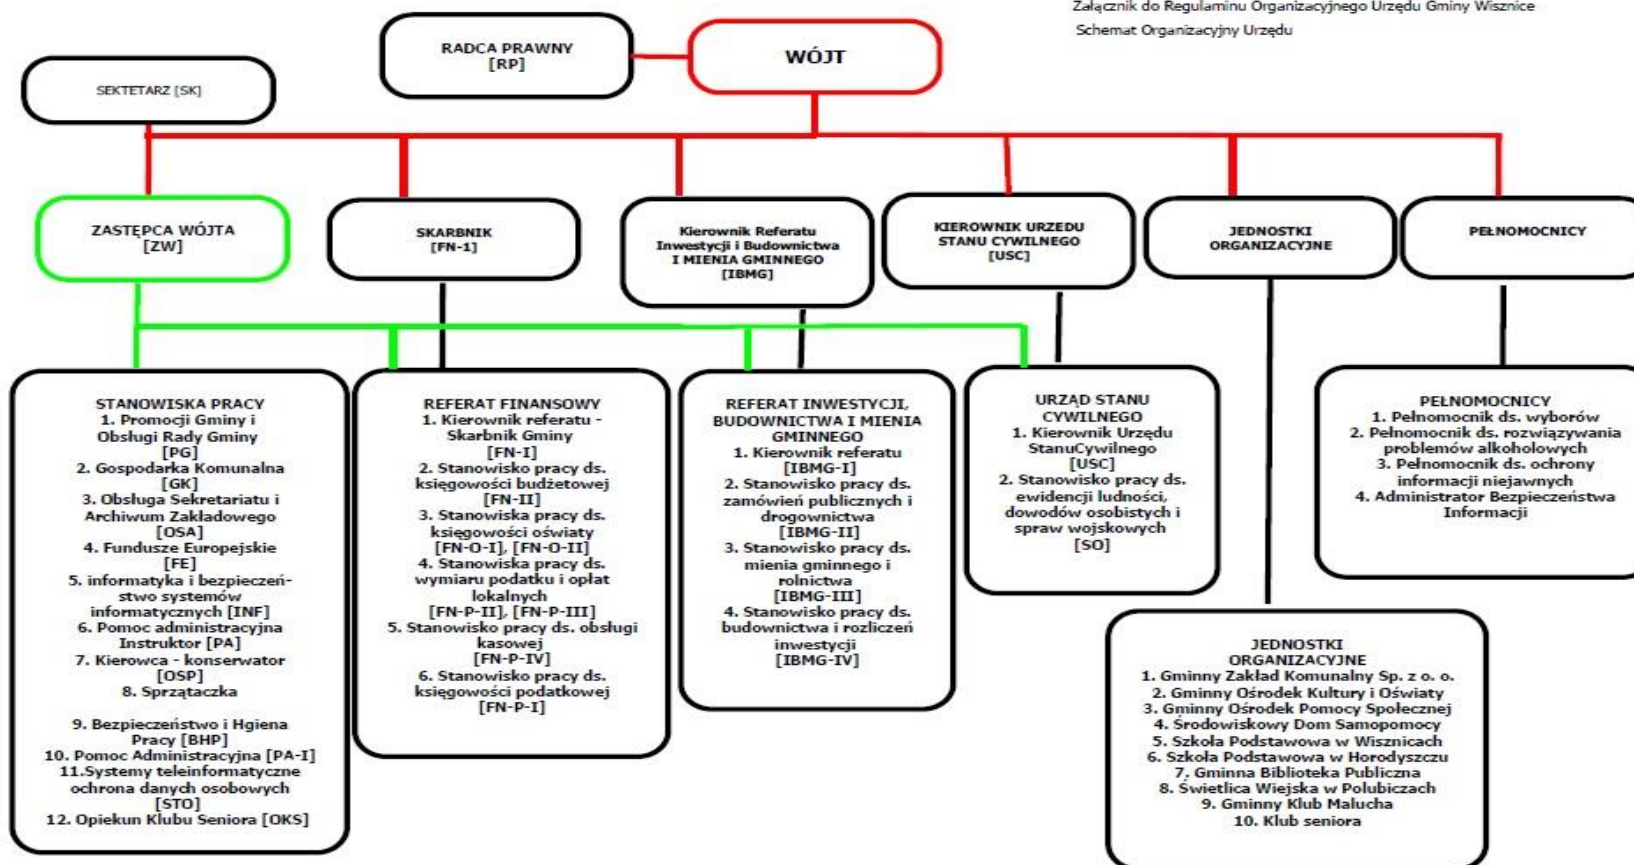 Załącznik do Regulaminu Organizacyjnego Urzędu Gminy Wisznice
Schemat Organizacyjny Urzędu
RADCA PRAWNY
[RP]
WÓJT
SEKTETARZ [SK]
ZASTĘPCA WÓJTA
[ZW]
SKARBNIK
[FN-1]
Kierownik Referatu
Inwestycji i Budownictwa
I MIENIA GMINNEGO
[IBMG]
KIEROWNIK URZEDU
STANU CYWILNEGO
[USC]
JEDNOSTKI
ORGANIZACYJNE
PEŁNOMOCNICY
STANOWISKA PRACY
1. Promocji Gminy i
Obsługi Rady Gminy
[PG]
2. Gospodarka Komunalna
[GK]
3. Obsługa Sekretariatu i
Archiwum Zakładowego
[OSA]
4. Fundusze Europejskie
[FE]
5. informatyka i bezpieczeń-
stwo systemów
informatycznych [INF]
6. Pomoc administracyjna
Instruktor [PA]
7. Kierowca - konserwator
[OSP]
8. Sprzątaczka
9. Bezpieczeństwo i Hgiena
Pracy [BHP]
10. Pomoc Administracyjna [PA-I]
11.Systemy teleinformatyczne
ochrona danych osobowych
[STO]
12. Opiekun Klubu Seniora [OKS]
REFERAT FINANSOWY
1. Kierownik referatu -
Skarbnik Gminy
[FN-I]
2. Stanowisko pracy ds.
księgowości budżetowej
[FN-II]
3. Stanowiska pracy ds.
księgowości oświaty
[FN-O-I], [FN-O-II]
4. Stanowiska pracy ds.
wymiaru podatku i opłat
lokalnych
[FN-P-II], [FN-P-III]
5. Stanowisko pracy ds. obsługi
kasowej
[FN-P-IV]
6. Stanowisko pracy ds.
księgowości podatkowej
[FN-P-I]
REFERAT INWESTYCJI,
BUDOWNICTWA I MIENIA
GMINNEGO
1. Kierownik referatu
[IBMG-I]
2. Stanowisko pracy ds.
zamówień publicznych i
drogownictwa
[IBMG-II]
3. Stanowisko pracy ds.
mienia gminnego i
rolnictwa
[IBMG-III]
4. Stanowisko pracy ds.
budownictwa i rozliczeń
inwestycji
[IBMG-IV]
URZĄD STANU
CYWILNEGO
1. Kierownik Urzędu
StanuCywilnego
[USC]
2. Stanowisko pracy ds.
ewidencji ludności,
dowodów osobistych i
spraw wojskowych
[SO]
PEŁNOMOCNICY
1. Pełnomocnik ds. wyborów
2. Pełnomocnik ds. rozwiązywania
problemów alkoholowych
3. Pełnomocnik ds. ochrony
informacji niejawnych
4. Administrator Bezpieczeństwa
Informacji
JEDNOSTKI
ORGANIZACYJNE
1. Gminny Zakład Komunalny Sp. z o. o.
2. Gminny Ośrodek Kultury i Oświaty
3. Gminny Ośrodek Pomocy Społecznej
4. Środowiskowy Dom Samopomocy
5. Szkoła Podstawowa w Wisznicach
6. Szkoła Podstawowa w Horodyszczu
7. Gminna Biblioteka Publiczna
8. Świetlica Wiejska w Polubiczach
9. Gminny Klub Malucha
10. Klub seniora